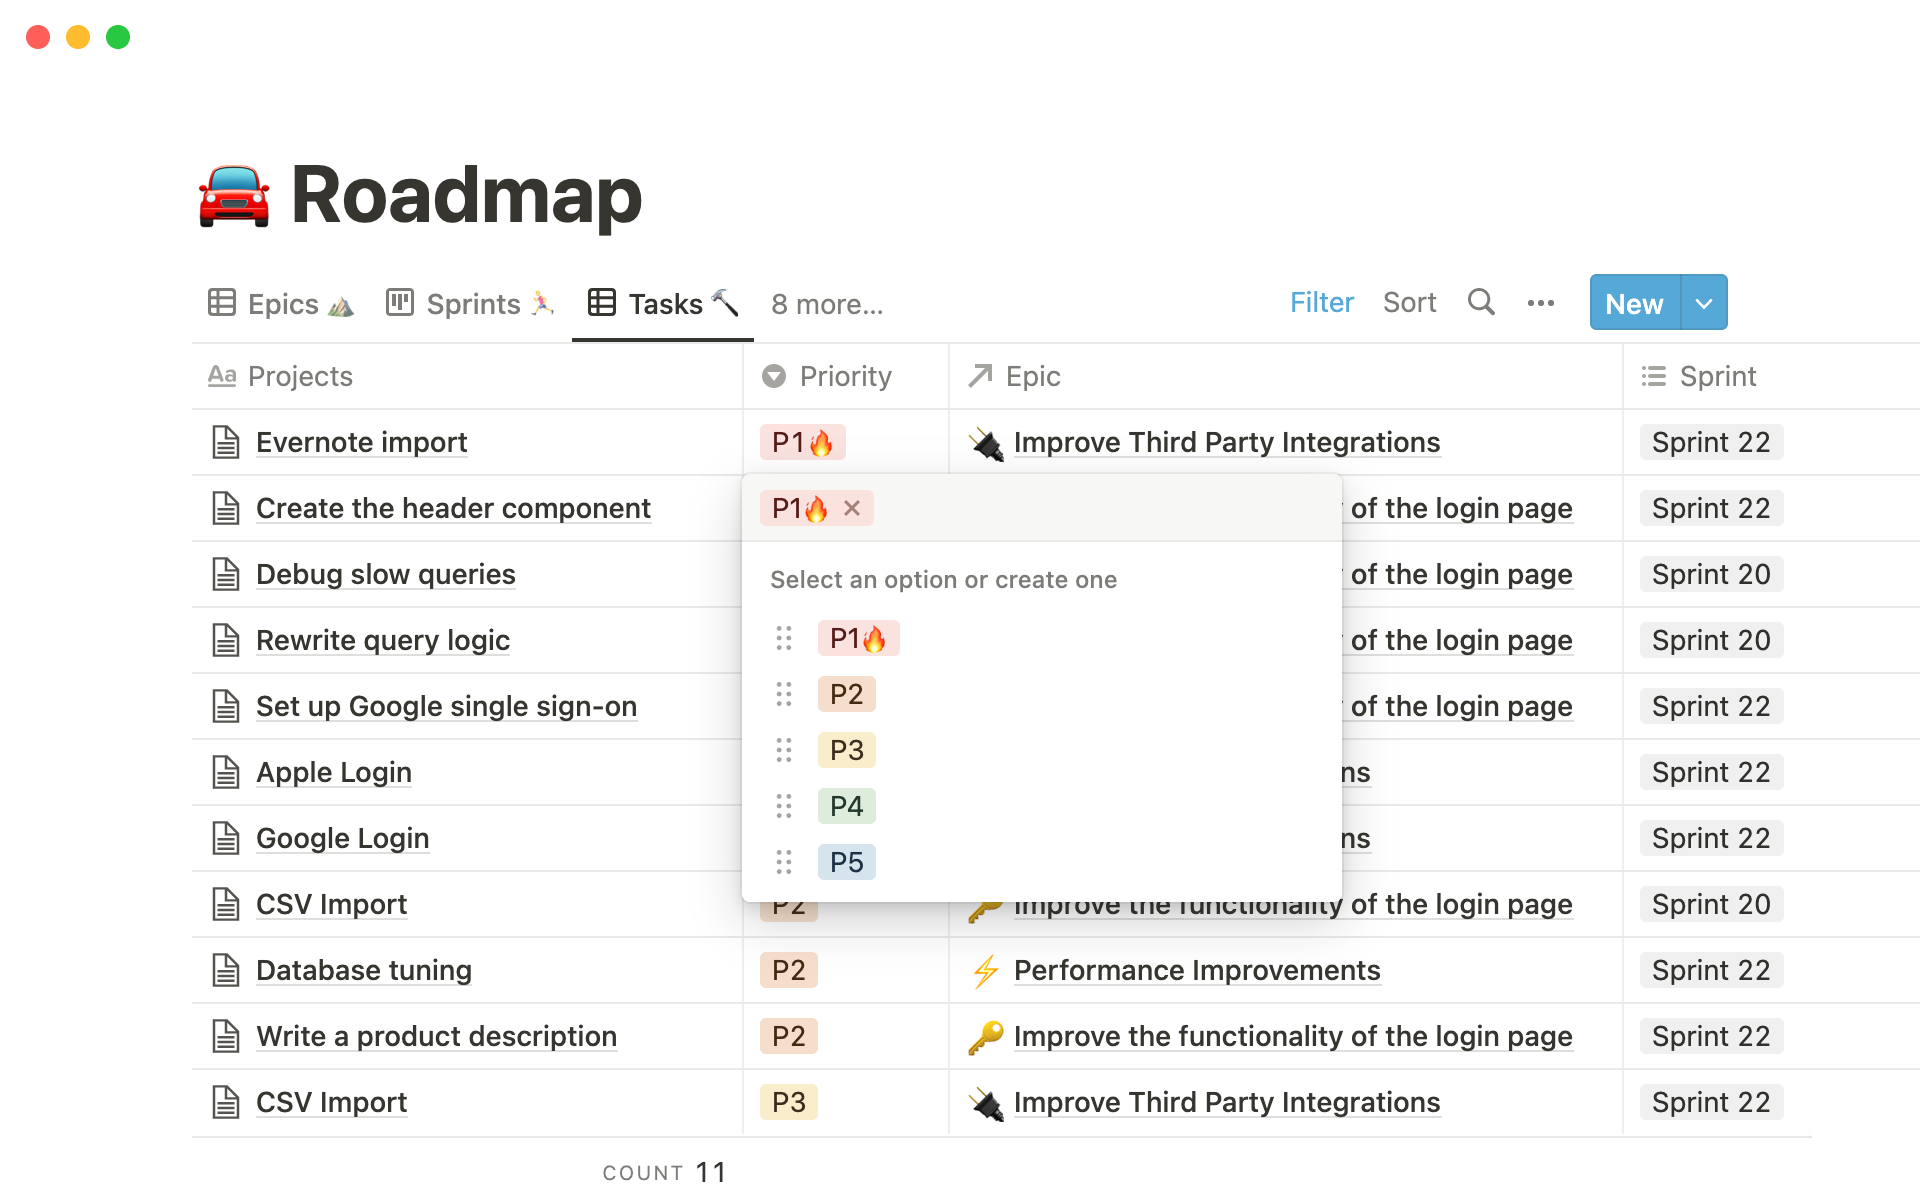 Roadmap
Epics Sprints Tasks 8 more... Filter Sort New
Aa Projects Priority Epic Sprint
Evernote import P1 Improve Third Party Integrations Sprint 22
Create the header component P1 of the login page Sprint 22
Debug slow queries Select an option or create one of the login page Sprint 20
Rewrite query logic P1 of the login page Sprint 20
Set up Google single sign-on P2 of the login page Sprint 22
Apple Login P3 ns Sprint 22
Google Login P4 ns Sprint 22
P5
CSV Import P2 Improve the functionality of the login page Sprint 20
Database tuning P2 Performance Improvements Sprint 22
Write a product description P2 Improve the functionality of the login page Sprint 22
CSV Import P3 Improve Third Party Integrations Sprint 22
COUNT 11